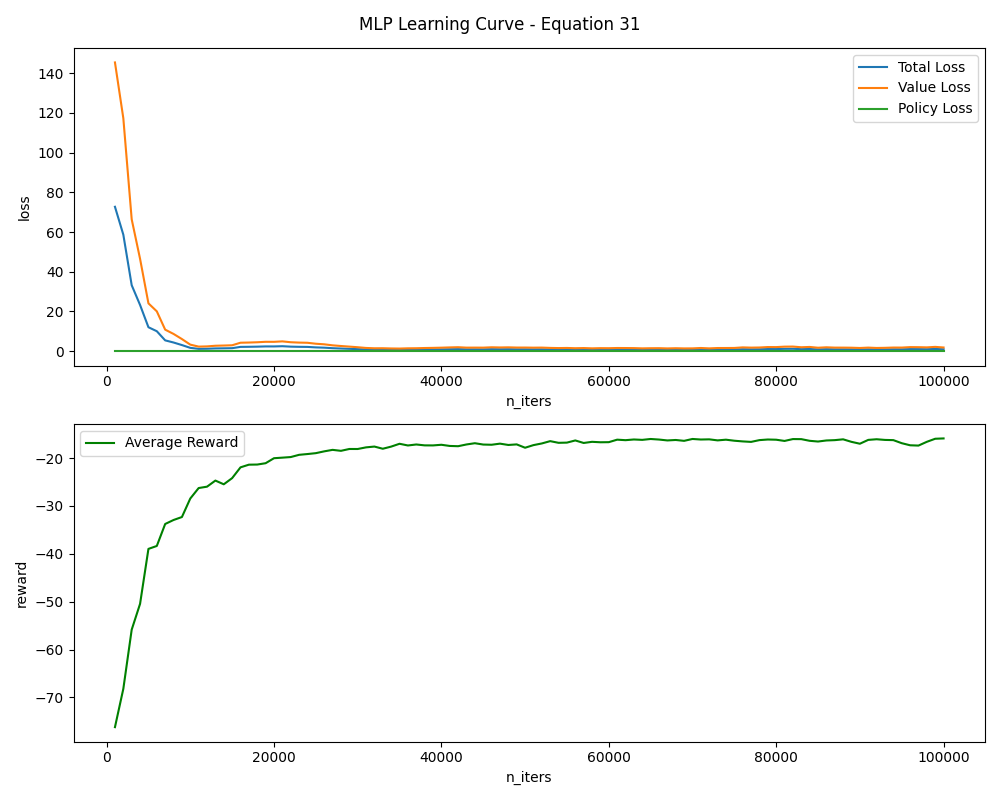 MLP Learning Curve - Equation 31
140
120
100
80
60
40
20
0
loss
Total Loss
Value Loss
Policy Loss
0 20000 40000 60000 80000 100000
n_iters
Average Reward
−20
−30
−40
−50
−60
−70
reward
0 20000 40000 60000 80000 100000
n_iters